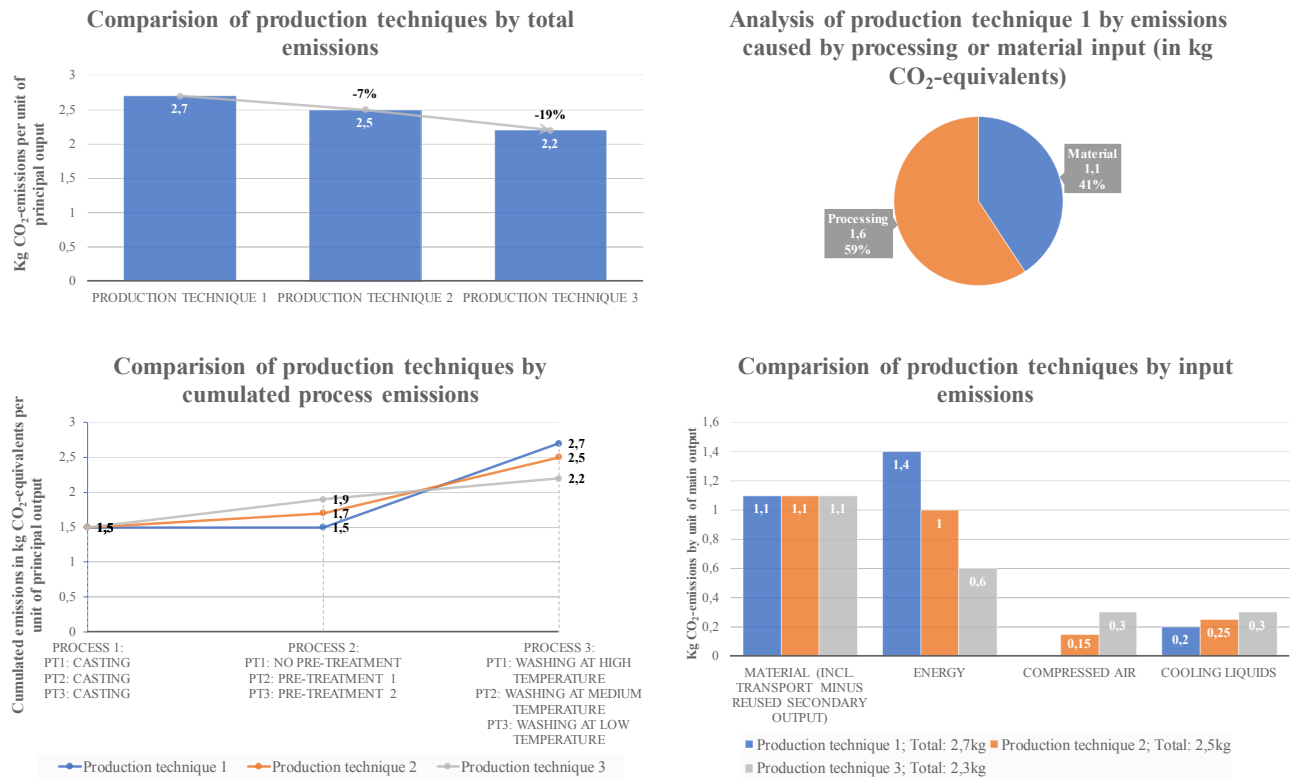 Comparision of production techniques by total
emissions
Kg CO₂-emissions per unit of
principal ouput
3
2,5
2
1,5
1
0,5
0
2,7
-7%
2,5
-19%
2,2
PRODUCTION TECHNIQUE 1
PRODUCTION TECHNIQUE 2
PRODUCTION TECHNIQUE 3
Analysis of production technique 1 by emissions
caused by processing or material input (in kg
CO₂-equivalents)
Material
1,1
41%
Processing
1,6
59%
Comparision of production techniques by
cumulated process emissions
Cumulated emissions in kg CO₂-equivalents per
unit of principal output
3
2,5
2
1,5
1
0,5
0
1,5
1,9
1,7
1,5
2,7
2,5
2,2
PROCESS 1:
PT1: CASTING
PT2: CASTING
PT3: CASTING
PROCESS 2:
PT1: NO PRE-TREATMENT
PT2: PRE-TREATMENT 1
PT3: PRE-TREATMENT 2
PROCESS 3:
PT1: WASHING AT HIGH
TEMPERATURE
PT2: WASHING AT MEDIUM
TEMPERATURE
PT3: WASHING AT LOW
TEMPERATURE
Production technique 1
Production technique 2
Production technique 3
Comparision of production techniques by input
emissions
Kg CO₂-emissions by unit of main output
1,6
1,4
1,2
1
0,8
0,6
0,4
0,2
0
1,1
1,1
1,1
1,4
1
0,6
0,15
0,3
0,2
0,25
0,3
MATERIAL (INCL.
TRANSPORT MINUS
REUSED SECONDARY
OUTPUT)
ENERGY
COMPRESSED AIR
COOLING LIQUIDS
Production technique 1; Total: 2,7kg
Production technique 2; Total: 2,5kg
Production technique 3; Total: 2,3kg